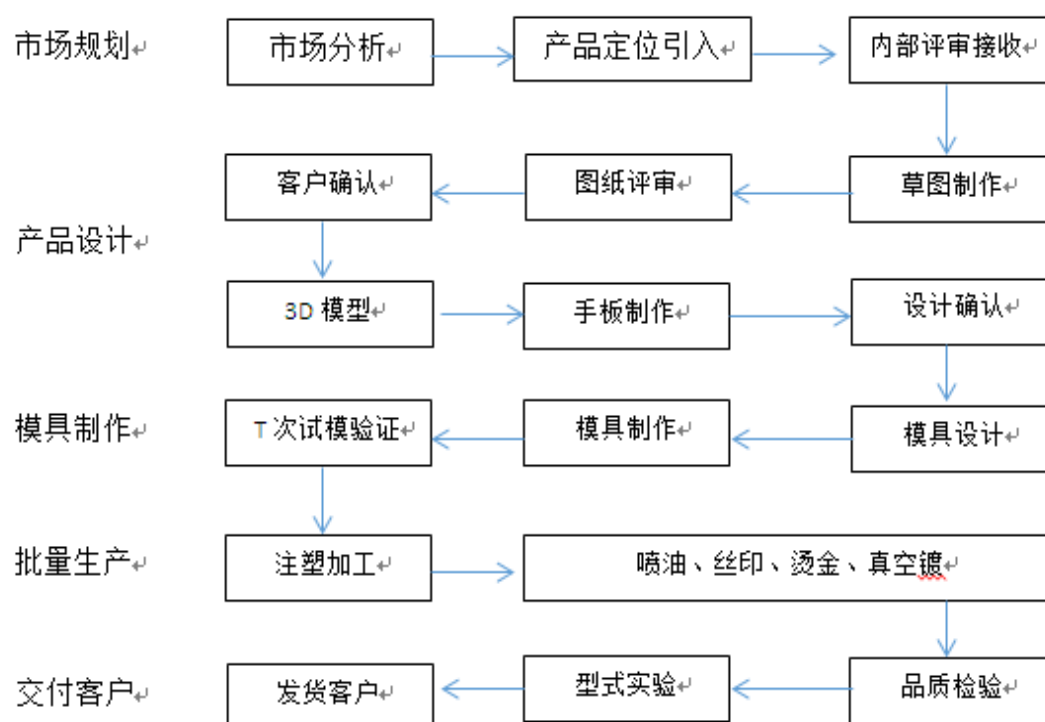 市场规划 市场分析 产品定位引入 内部评审接收
客户确认 图纸评审 草图制作
产品设计
3D 模型 手板制作 设计确认
模具制作 T 次试模验证 模具制作 模具设计
批量生产 注塑加工 喷油、丝印、烫金、真空镀
交付客户 发货客户 型式实验 品质检验